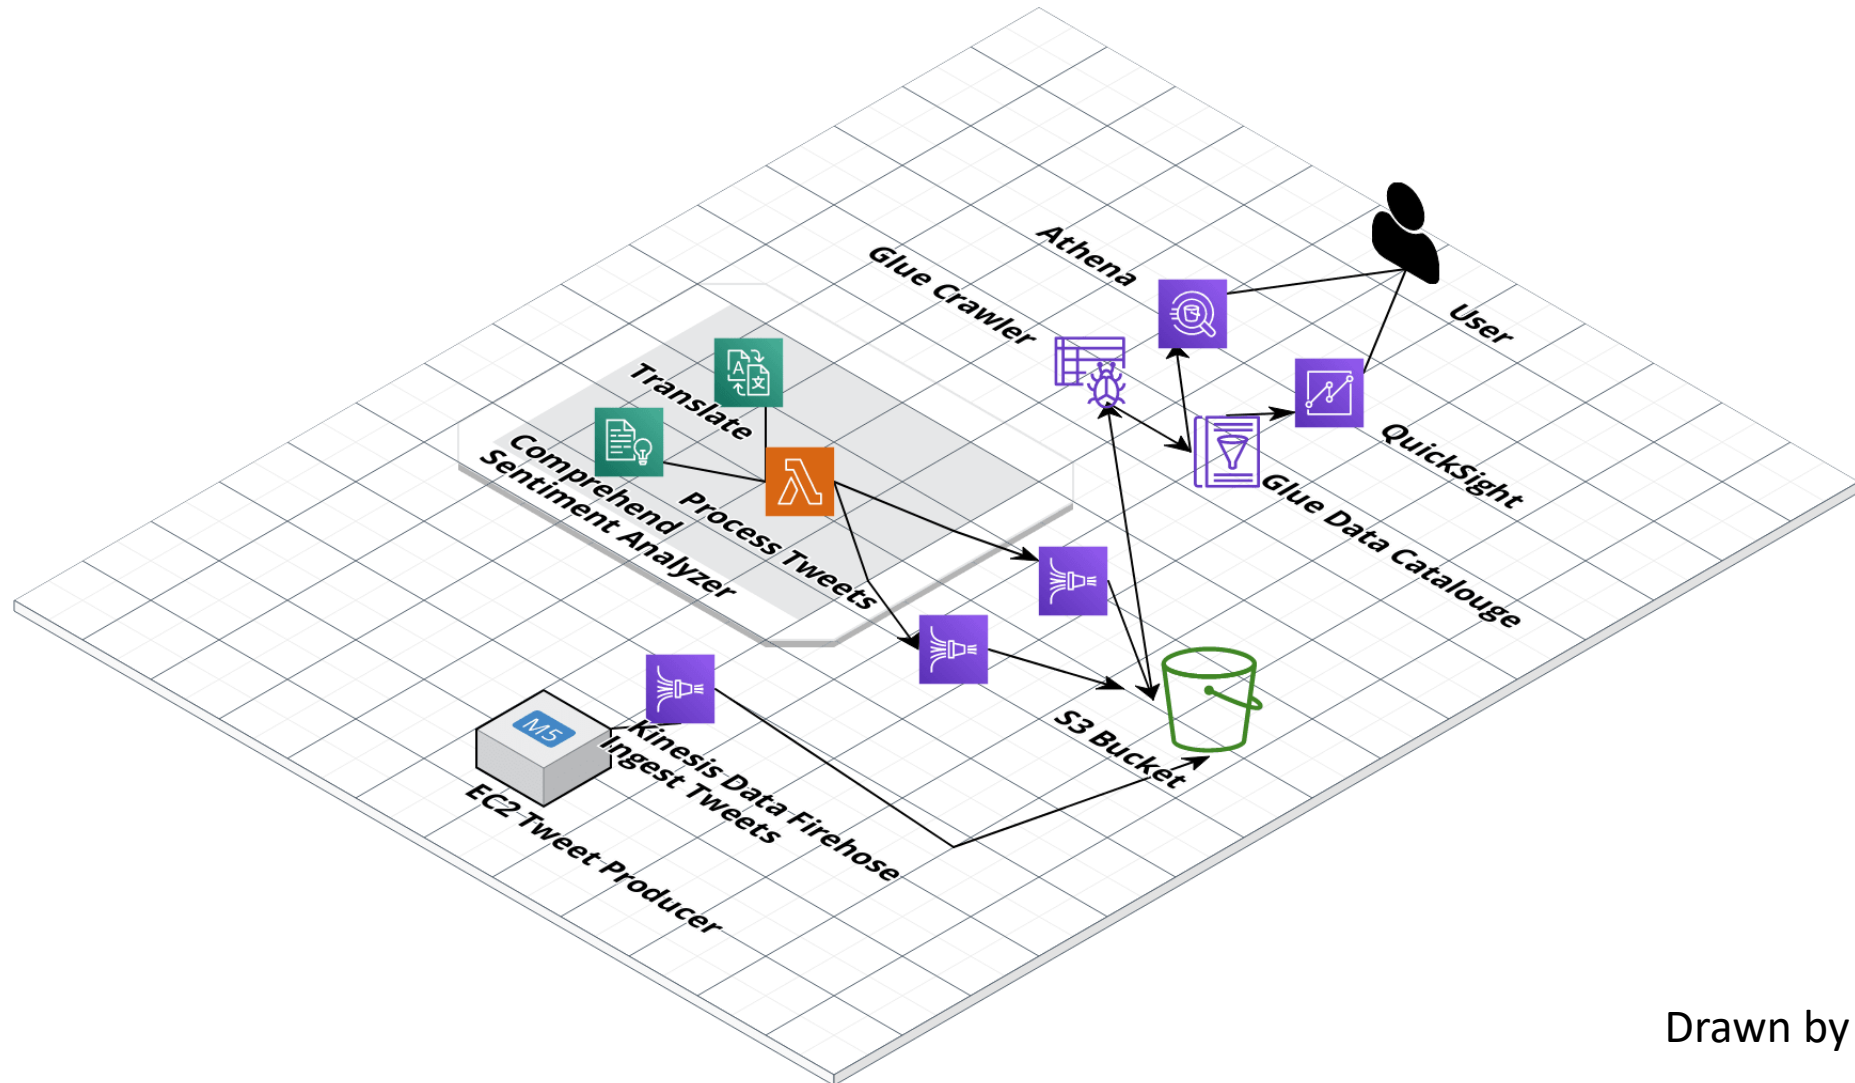 Athena
Glue Crawler
User
Translate
QuickSight
Comprehend
Sentiment Analyzer
Process Tweets
Glue Data Catalouge
S3 Bucket
M5
Kinesis Data Firehose
Ingest Tweets
EC2 Tweet Producer
Drawn by